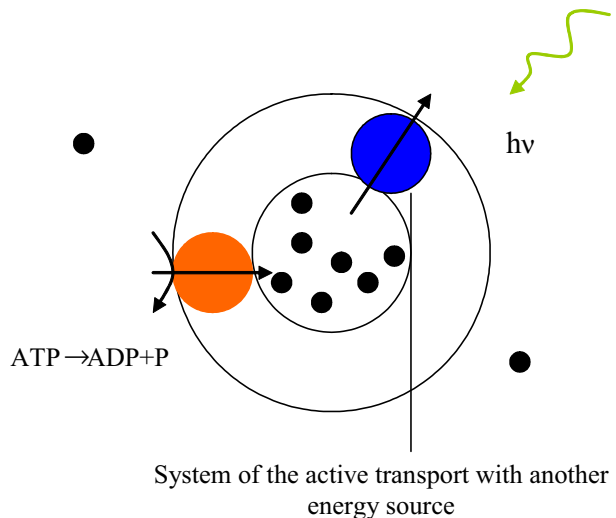 hν
ATP→ADP+P
System of the active transport with another
energy source